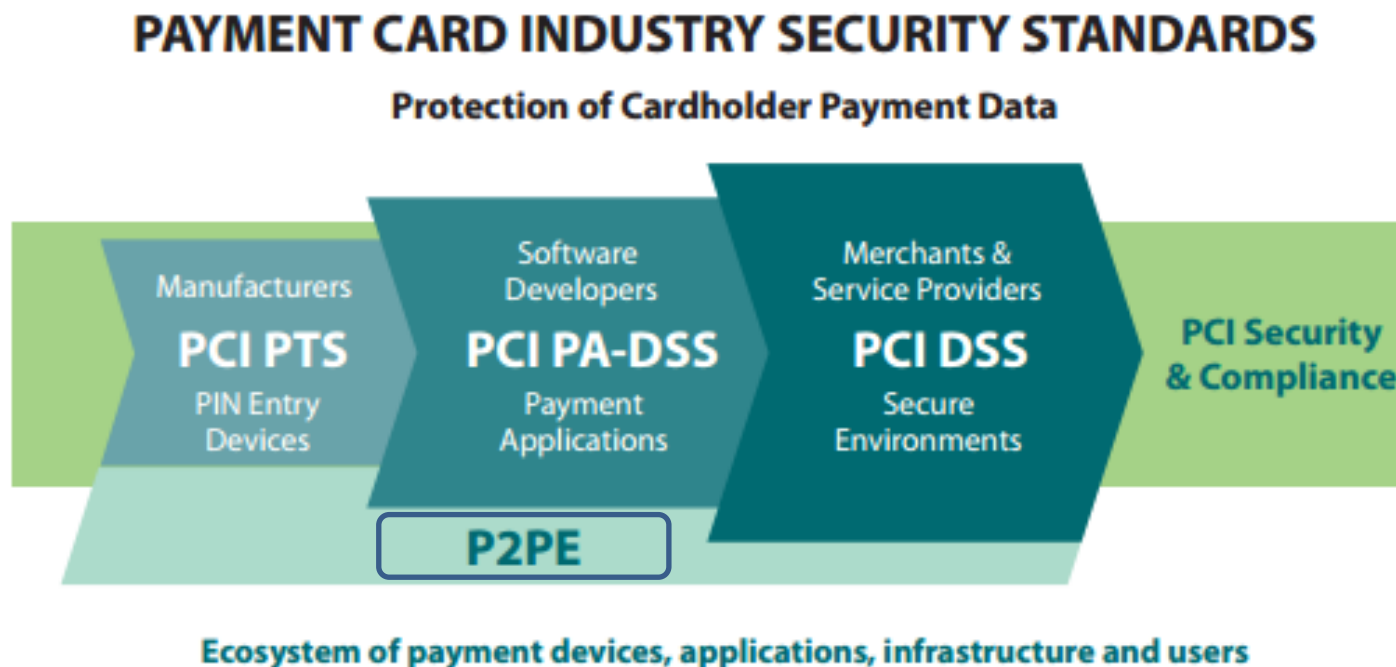 PAYMENT CARD INDUSTRY SECURITY STANDARDS
Protection of Cardholder Payment Data
Manufacturers
PCI PTS
PIN Entry
Devices
Software
Developers
PCI PA-DSS
Payment
Applications
Merchants &
Service Providers
PCI DSS
Secure
Environments
PCI Security
& Compliance
P2PE
Ecosystem of payment devices, applications, infrastructure and users